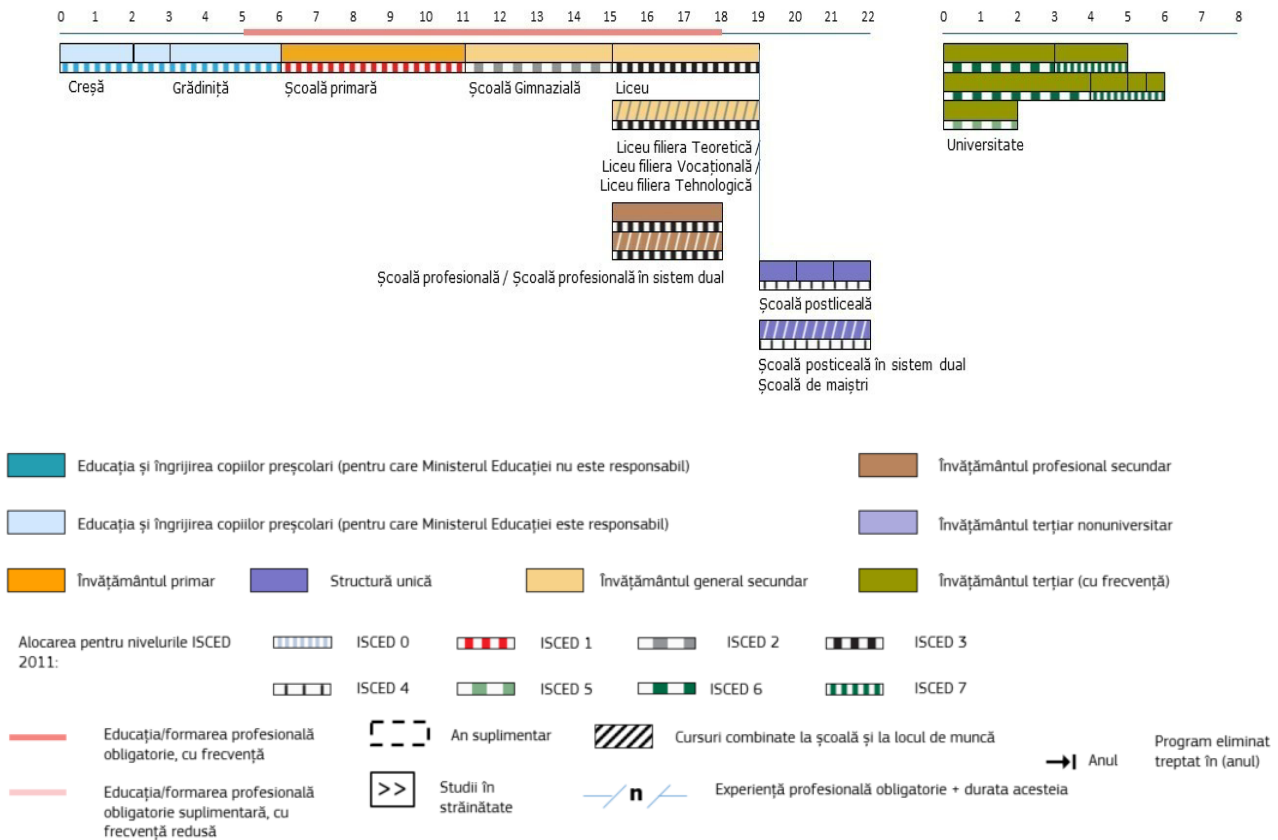 0 1 2 3 4 5 6 7 8 9 10 11 12 13 14 15 16 17 18 19 20 21 22
0 1 2 3 4 5 6 7 8
Creșă
Grădiniță
Școală primară
Școală Gimnazială
Liceu
Liceu filiera Teoretică /
Liceu filiera Vocațională /
Liceu filiera Tehnologică
Școală profesională / Școală profesională în sistem dual
Școală postliceală
Școală posticeală în sistem dual
Școală de maiștri
Universitate
Educația și îngrijirea copiilor preșcolari (pentru care Ministerul Educației nu este responsabil)
Învățământul profesional secundar
Educația și îngrijirea copiilor preșcolari (pentru care Ministerul Educației este responsabil)
Învățământul terțiar nonuniversitar
Învățământul primar
Structură unică
Învățământul general secundar
Învățământul terțiar (cu frecvență)
Alocarea pentru nivelurile ISCED
2011:
ISCED 0
ISCED 1
ISCED 2
ISCED 3
ISCED 4
ISCED 5
ISCED 6
ISCED 7
Educația/formarea profesională
obligatorie, cu frecvență
An suplimentar
Cursuri combinate la școală și la locul de muncă
Anul
Program eliminat
treptat în (anul)
Educația/formarea profesională
obligatorie suplimentară, cu
frecvență redusă
>>
Studii în
străinătate
n
Experiență profesională obligatorie + durata acesteia